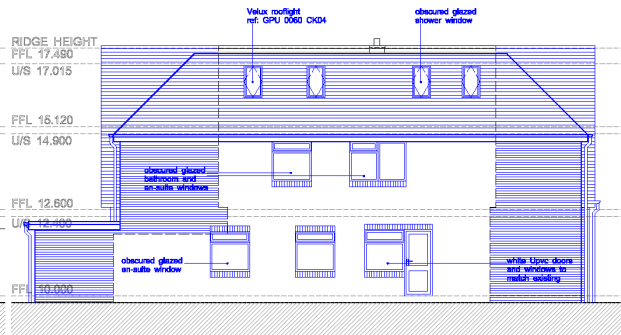 Velux rooflight
ref: GPU 0060 CK04
obscured glazed
shower window
RIDGE HEIGHT
FFL 17.490
U/S 17.015
FFL 15.120
U/S 14.900
obscured glazed
bathroom and
en-suite windows
FFL 12.600
U/S 12.400
obscured glazed
en-suite window
white Upvc doors
and windows to
match existing
FFL 10.000